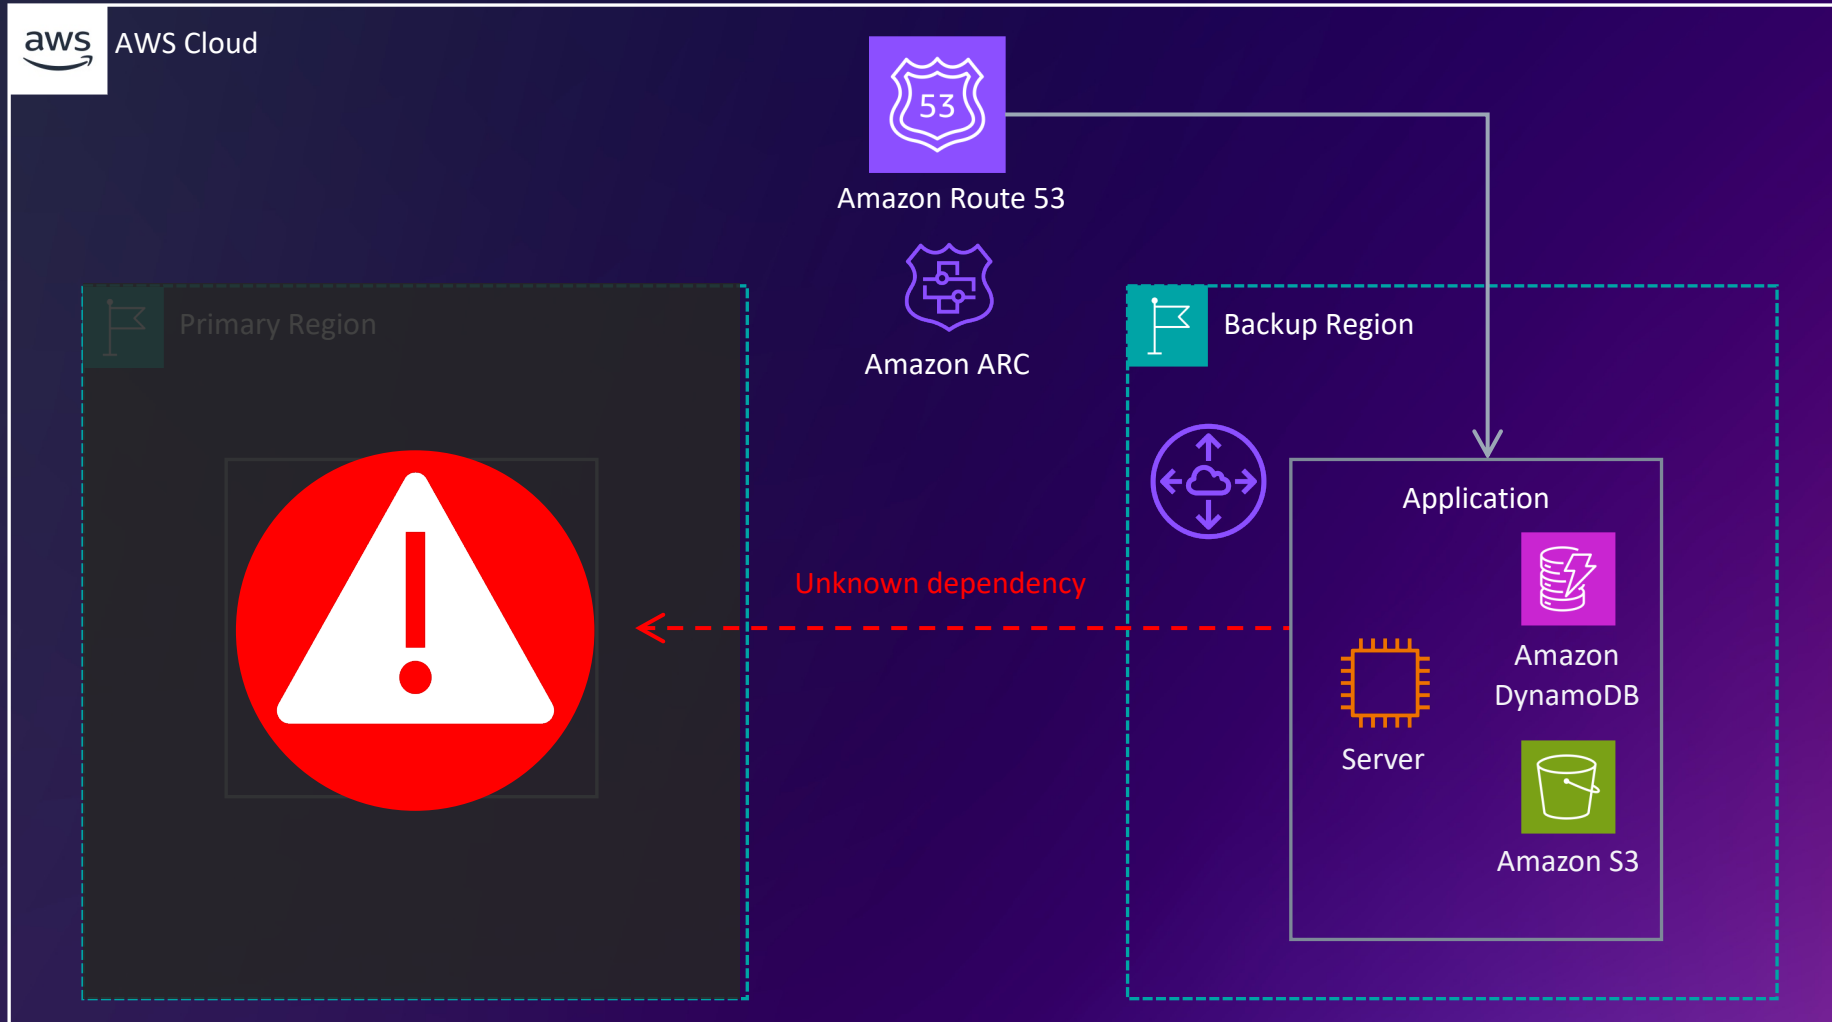 aws
AWS Cloud
53
Amazon Route 53
Amazon ARC
Primary Region
Backup Region
Application
Unknown dependency
Amazon
DynamoDB
Server
Amazon S3